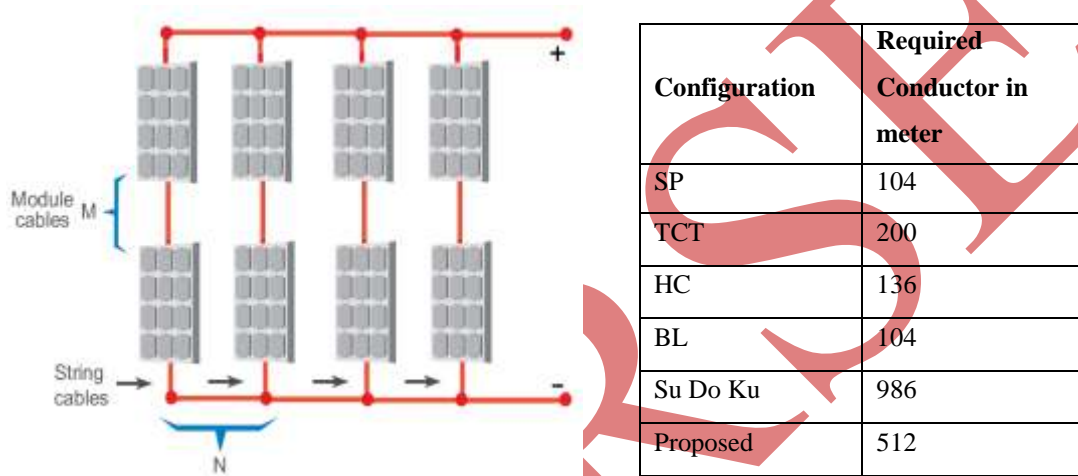 +
Module
cables M
String
cables
-
N
Configuration
Required
Conductor in
meter
SP 104
TCT 200
HC 136
BL 104
Su Do Ku 986
Proposed 512